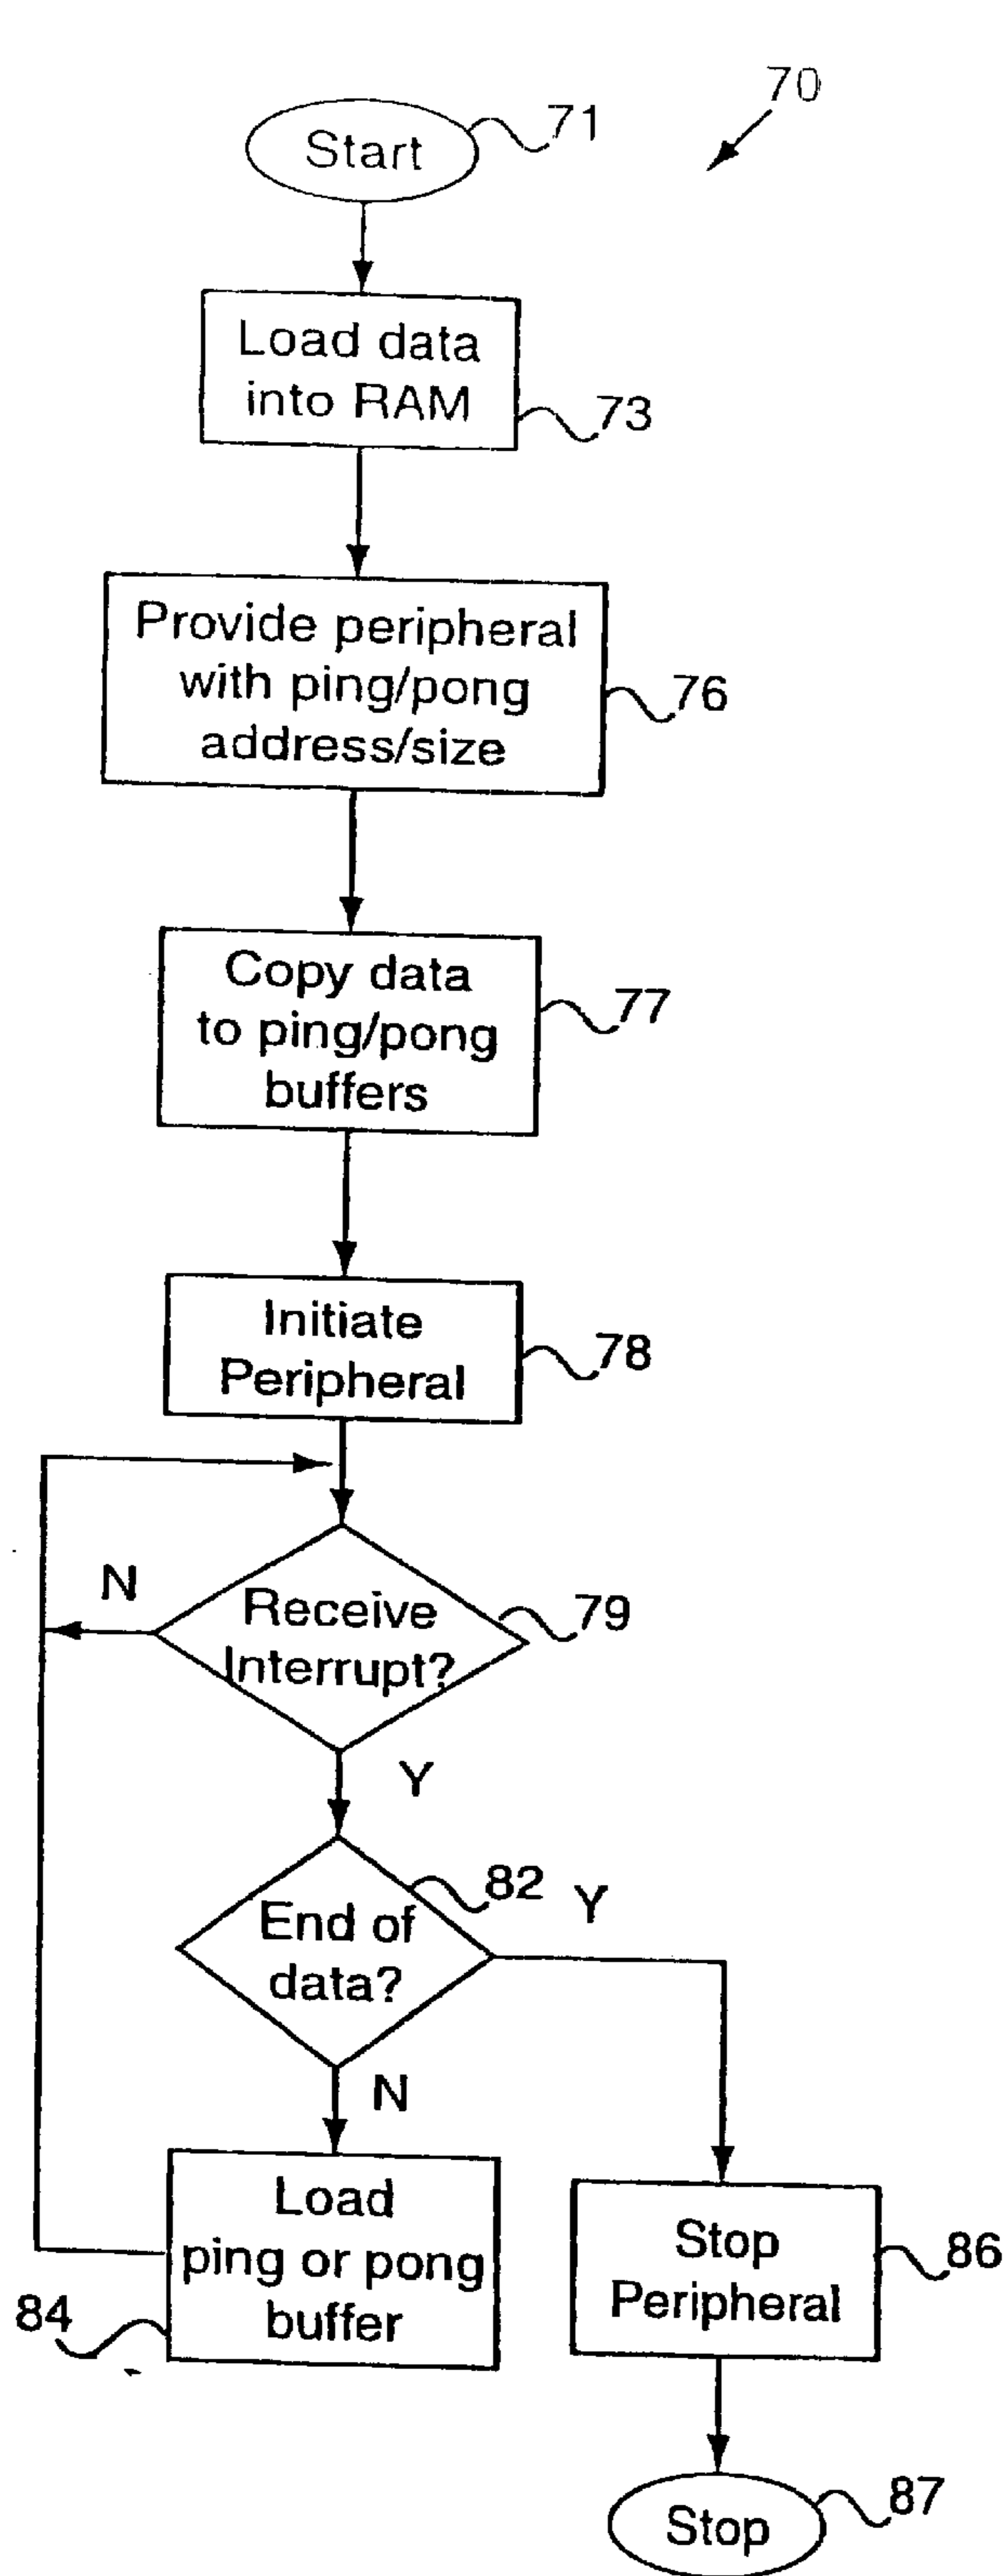 70
Start
71
Load data
into RAM
73
Provide peripheral
with ping/pong
address/size
76
Copy data
to ping/pong
buffers
77
Initiate
Peripheral
78
N
Receive
Interrupt?
79
Y
82
Y
End of
data?
N
Load
ping or pong
buffer
84
Stop
Peripheral
86
Stop
87